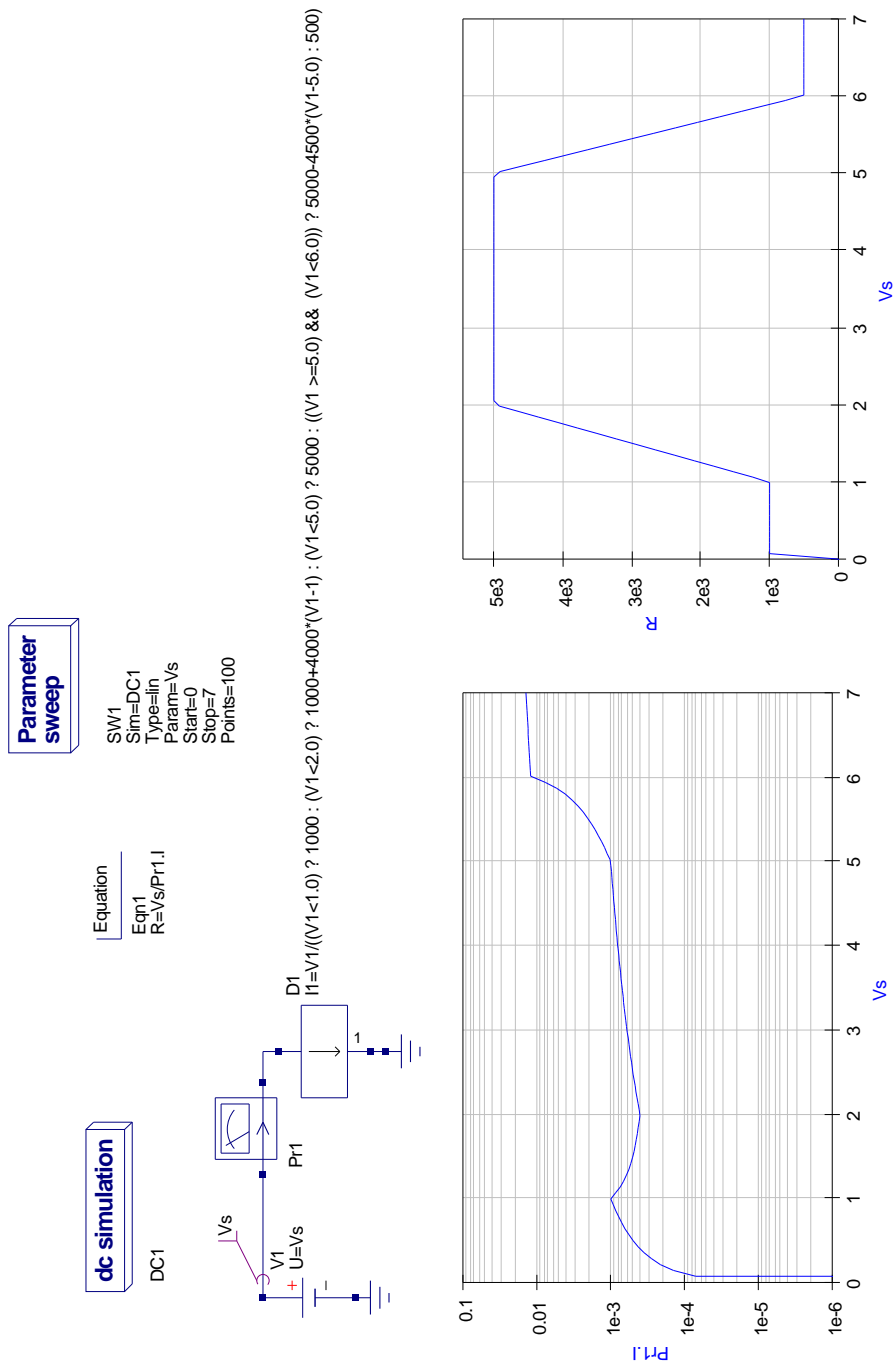 dc simulation
DC1
Equation
Eqn1
R=Vs/Pr1.I
Parameter
sweep
SW1
Sim=DC1
Type=lin
Param=Vs
Start=0
Stop=7
Points=100
Vs
V1
U=Vs
+
-
Pr1
D1
I1=V1/((V1<1.0) ? 1000 : (V1<2.0) ? 1000+4000*(V1-1) : (V1<5.0) ? 5000 : ((V1 >=5.0) && (V1<6.0)) ? 5000-4500*(V1-5.0) : 500)
1
0.1
0.01
1e-3
1e-4
1e-5
1e-6
Pr1.I
0 1 2 3 4 5 6 7
Vs
5e3
4e3
3e3
2e3
1e3
0
R
0 1 2 3 4 5 6 7
Vs